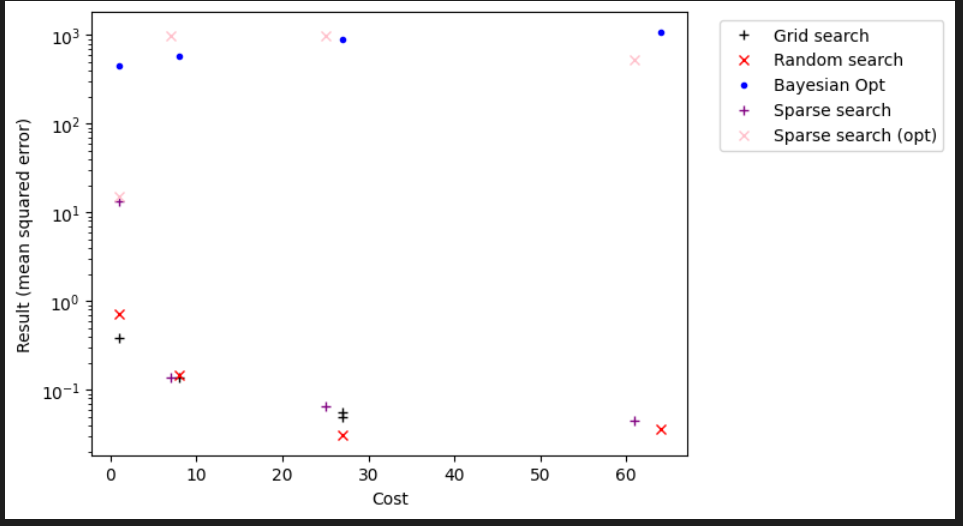 Result (mean squared error)
10³
10²
10¹
10⁰
10⁻¹
0 10 20 30 40 50 60
Cost
Grid search
Random search
Bayesian Opt
Sparse search
Sparse search (opt)